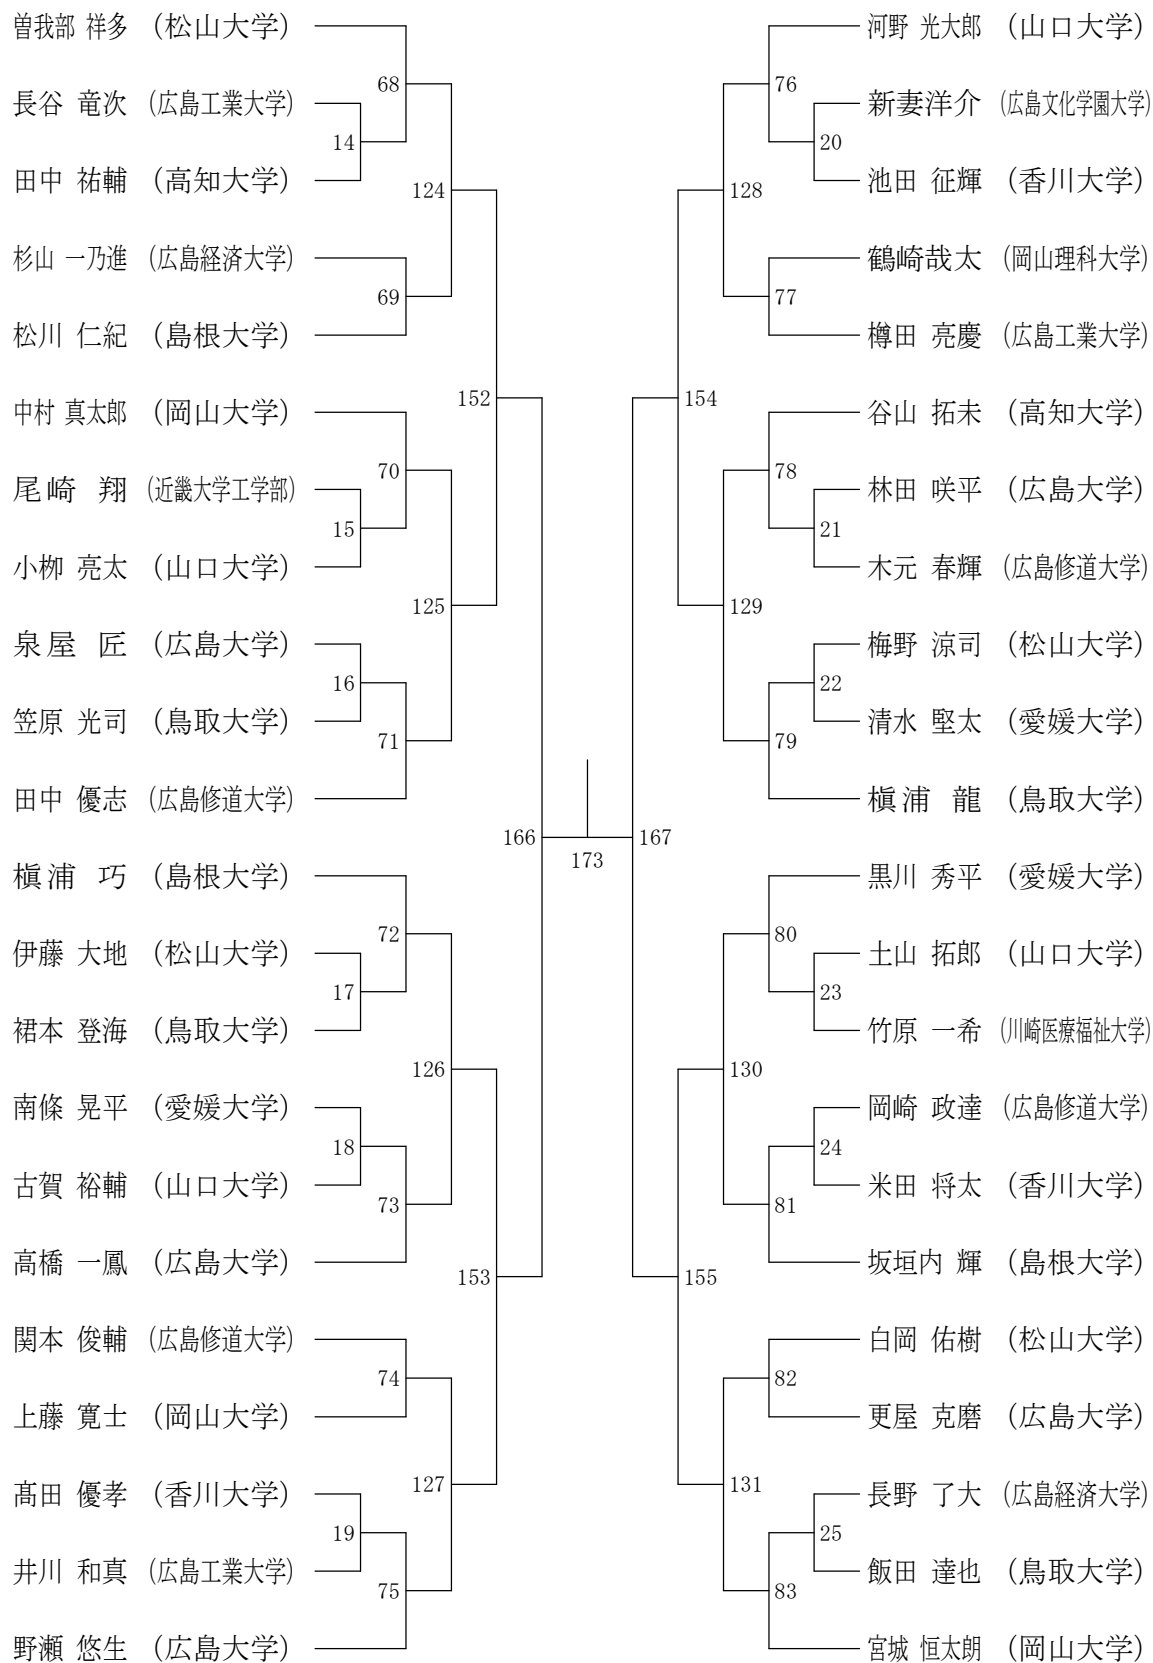 曽我部 祥多 (松山大学)
68
長谷 竜次 (広島工業大学)
14
田中 祐輔 (高知大学)
124
杉山 一乃進 (広島経済大学)
69
松川 仁紀 (島根大学)
152
中村 真太郎 (岡山大学)
70
尾崎 翔 (近畿大学工学部)
15
小栁 亮太 (山口大学)
125
泉屋 匠 (広島大学)
16
笠原 光司 (鳥取大学)
71
田中 優志 (広島修道大学)
166
槇浦 巧 (島根大学)
72
伊藤 大地 (松山大学)
17
裙本 登海 (鳥取大学)
126
南條 晃平 (愛媛大学)
18
古賀 裕輔 (山口大学)
73
高橋 一鳳 (広島大学)
153
関本 俊輔 (広島修道大学)
74
上藤 寛士 (岡山大学)
127
髙田 優孝 (香川大学)
19
井川 和真 (広島工業大学)
75
野瀬 悠生 (広島大学)
173
河野 光大郎 (山口大学)
76
新妻洋介 (広島文化学園大学)
20
池田 征輝 (香川大学)
128
鶴崎哉太 (岡山理科大学)
77
樽田 亮慶 (広島工業大学)
154
谷山 拓未 (高知大学)
78
林田 咲平 (広島大学)
21
木元 春輝 (広島修道大学)
129
梅野 涼司 (松山大学)
22
清水 堅太 (愛媛大学)
79
槇浦 龍 (鳥取大学)
167
黒川 秀平 (愛媛大学)
80
土山 拓郎 (山口大学)
23
竹原 一希 (川崎医療福祉大学)
130
岡崎 政達 (広島修道大学)
24
米田 将太 (香川大学)
81
坂垣内 輝 (島根大学)
155
白岡 佑樹 (松山大学)
82
更屋 克磨 (広島大学)
131
長野 了大 (広島経済大学)
25
飯田 達也 (鳥取大学)
83
宮城 恒太朗 (岡山大学)